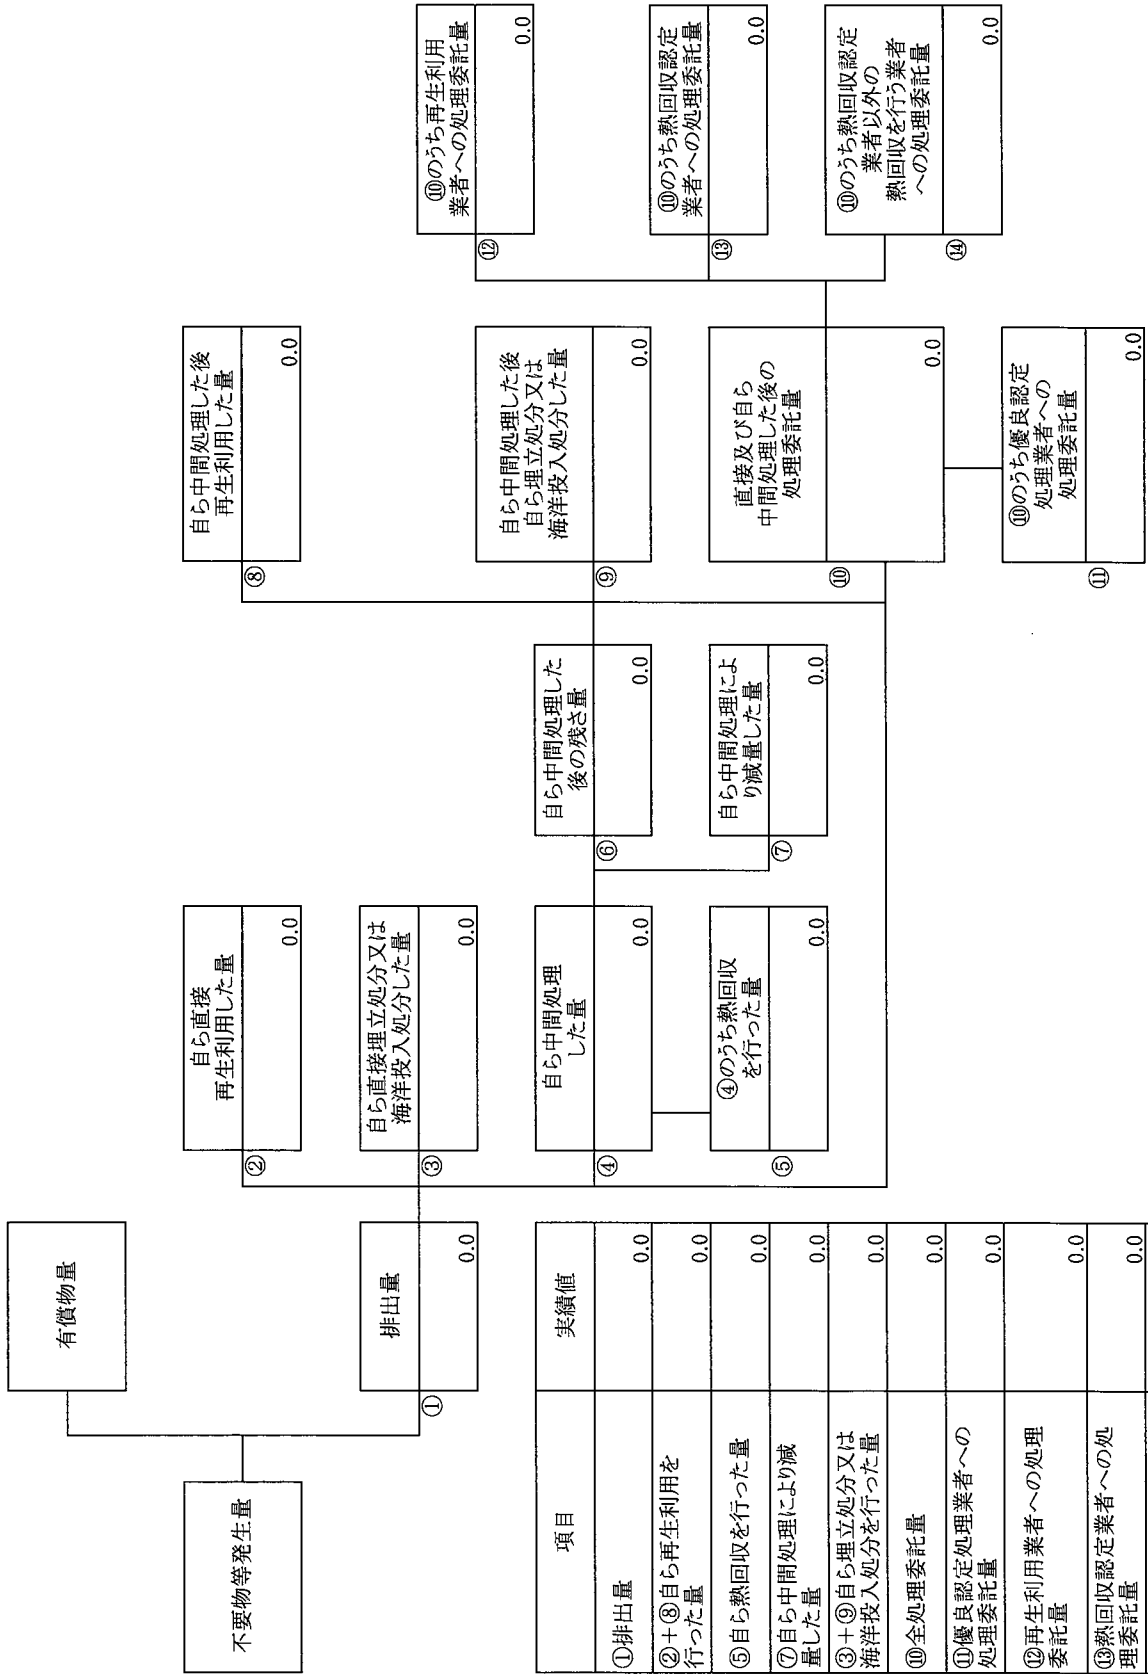 不要物等発生量
有償物量
排出量
①
0.0
自ら直接
再生利用した量
②
0.0
自ら直接埋立処分又は
海洋投入処分した量
③
0.0
自ら中間処理
した量
④
0.0
④のうち熱回収
を行った量
⑤
0.0
自ら中間処理した
後の残さ量
⑥
0.0
自ら中間処理によ
り減量した量
⑦
0.0
自ら中間処理した後
再生利用した量
⑧
0.0
自ら中間処理した後
自ら埋立処分又は
海洋投入処分した量
⑨
0.0
直接及び自ら
中間処理した後の
処理委託量
⑩
0.0
⑩のうち優良認定
処理業者への
処理委託量
⑪
0.0
⑩のうち再生利用
業者への処理委託量
⑫
0.0
⑩のうち熱回収認定
業者への処理委託量
⑬
0.0
⑩のうち熱回収認定
業者以外の
熱回収を行う業者
への処理委託量
⑭
0.0
項目 実績値
①排出量 0.0
②+⑧自ら再生利用を
行った量 0.0
⑤自ら熱回収を行った量 0.0
⑦自ら中間処理により減
量した量 0.0
③+⑨自ら埋立処分又は
海洋投入処分を行った量 0.0
⑩全処理委託量 0.0
⑪優良認定処理業者への
処理委託量 0.0
⑫再生利用業者への処理
委託量 0.0
⑬熱回収認定業者への処
理委託量 0.0